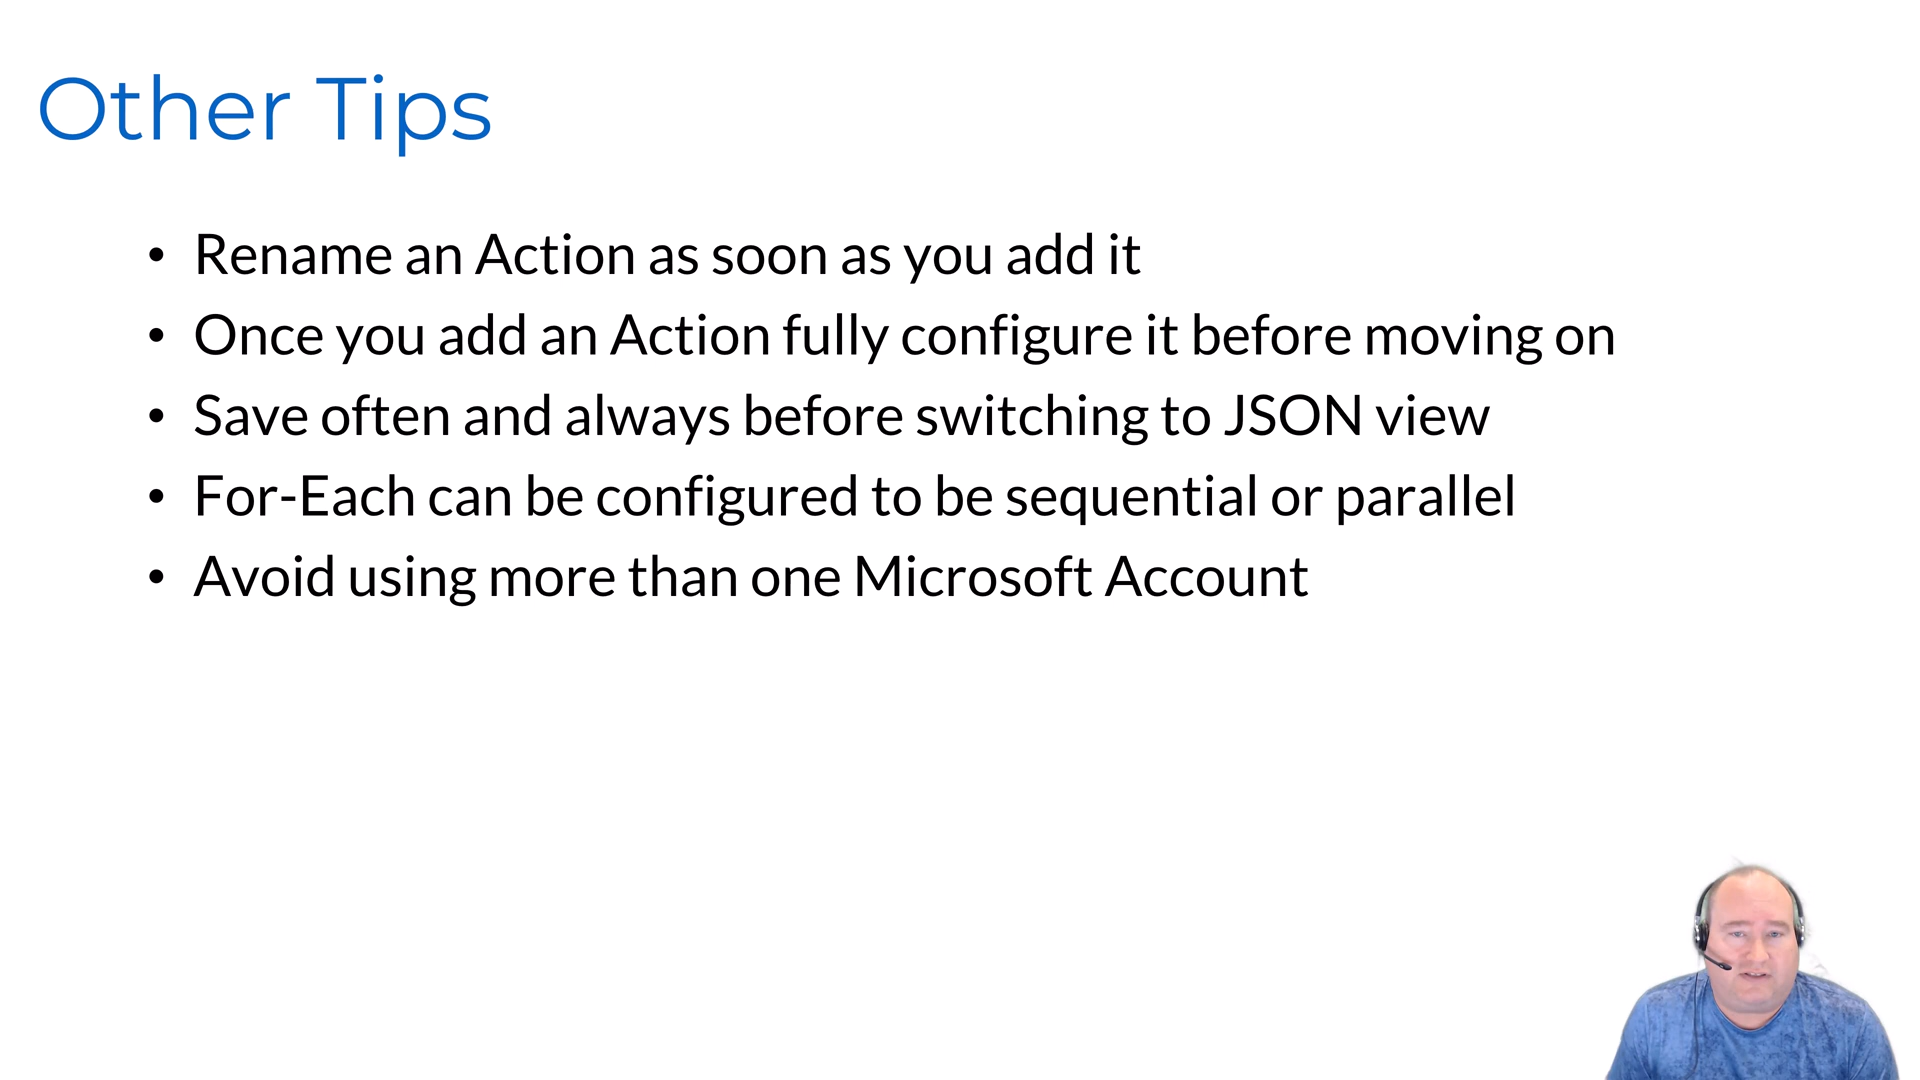 Other Tips
• Rename an Action as soon as you add it
• Once you add an Action fully configure it before moving on
• Save often and always before switching to JSON view
• For-Each can be configured to be sequential or parallel
• Avoid using more than one Microsoft Account